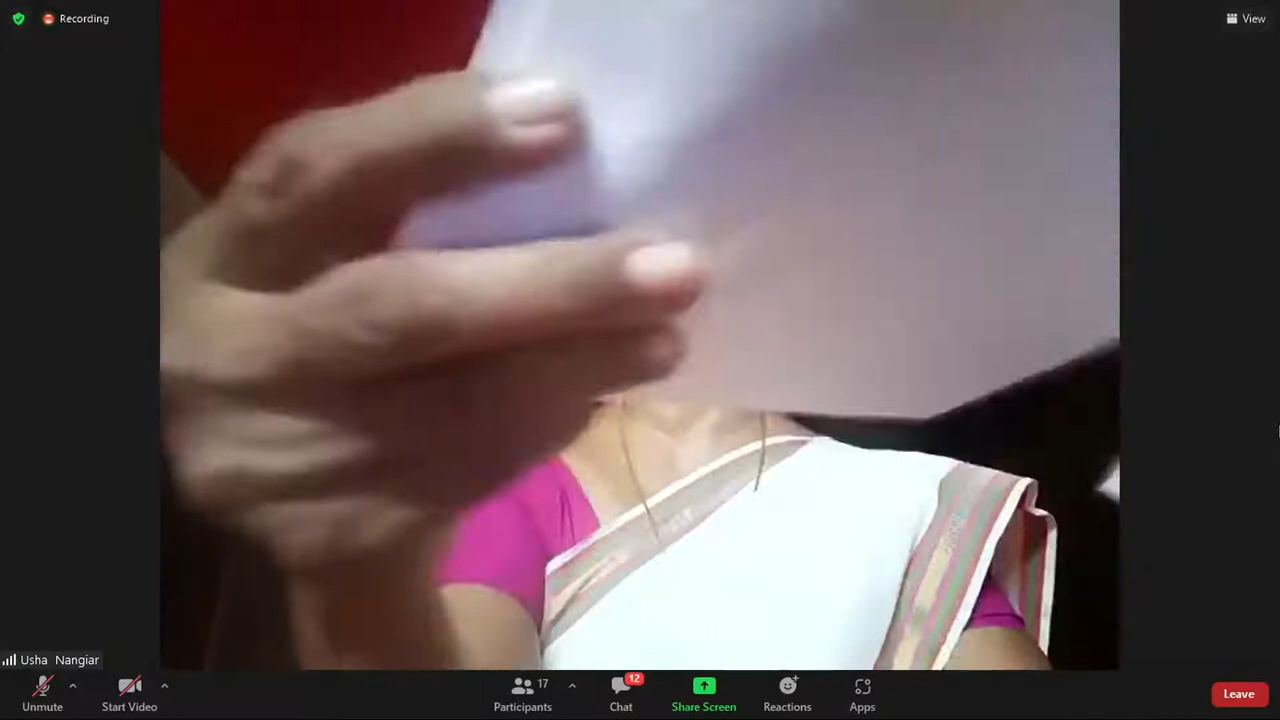 Recording
View
Usha Nangiar
Unmute
Start Video
17
Participants
12
Chat
Share Screen
Reactions
Apps
Leave